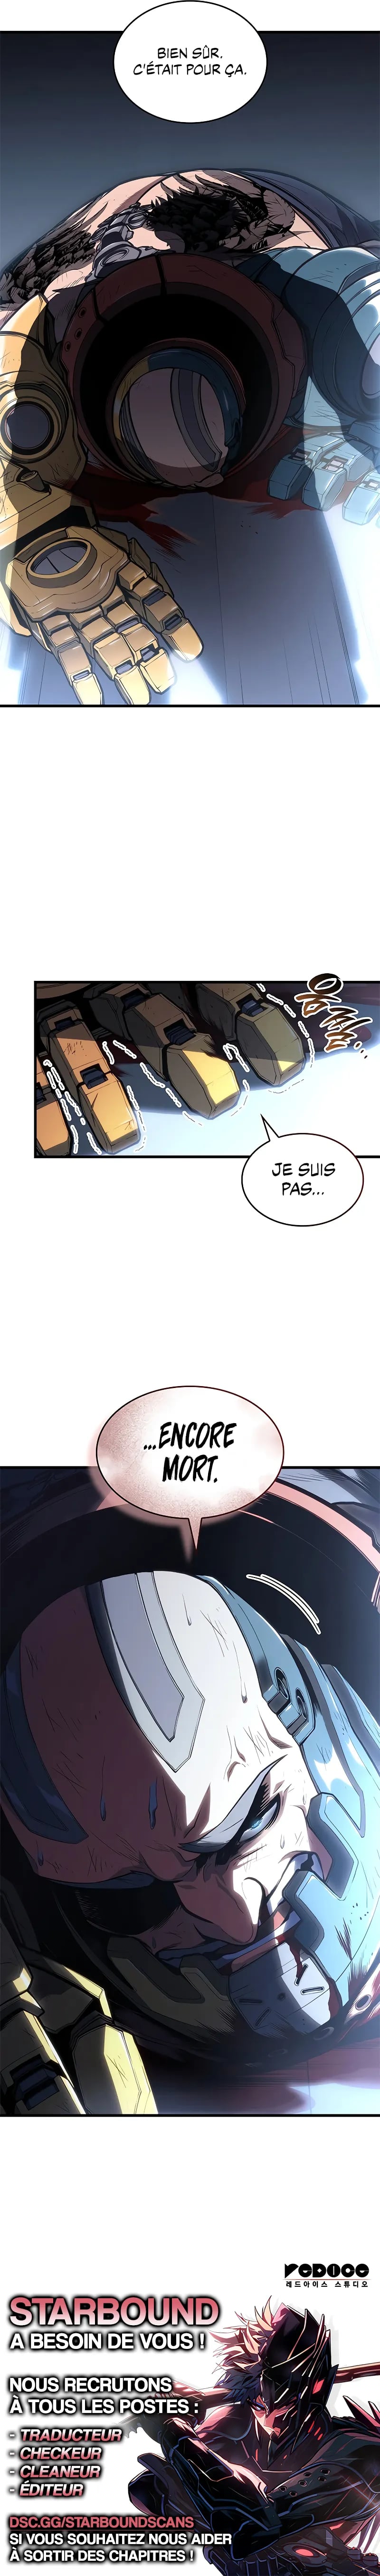 BIEN SÛR.
C'ÉTAIT POUR ÇA.
JE SUIS
PAS...
...ENCORE
MORT.
REDICE
레드아이스 스튜디오
STARBOUND
A BESOIN DE VOUS !
NOUS RECRUTONS
À TOUS LES POSTES :
- TRADUCTEUR
- CHECKEUR
- CLEANEUR
- ÉDITEUR
DSC.GG/STARBOUNDSCANS
SI VOUS SOUHAITEZ NOUS AIDER
À SORTIR DES CHAPITRES !